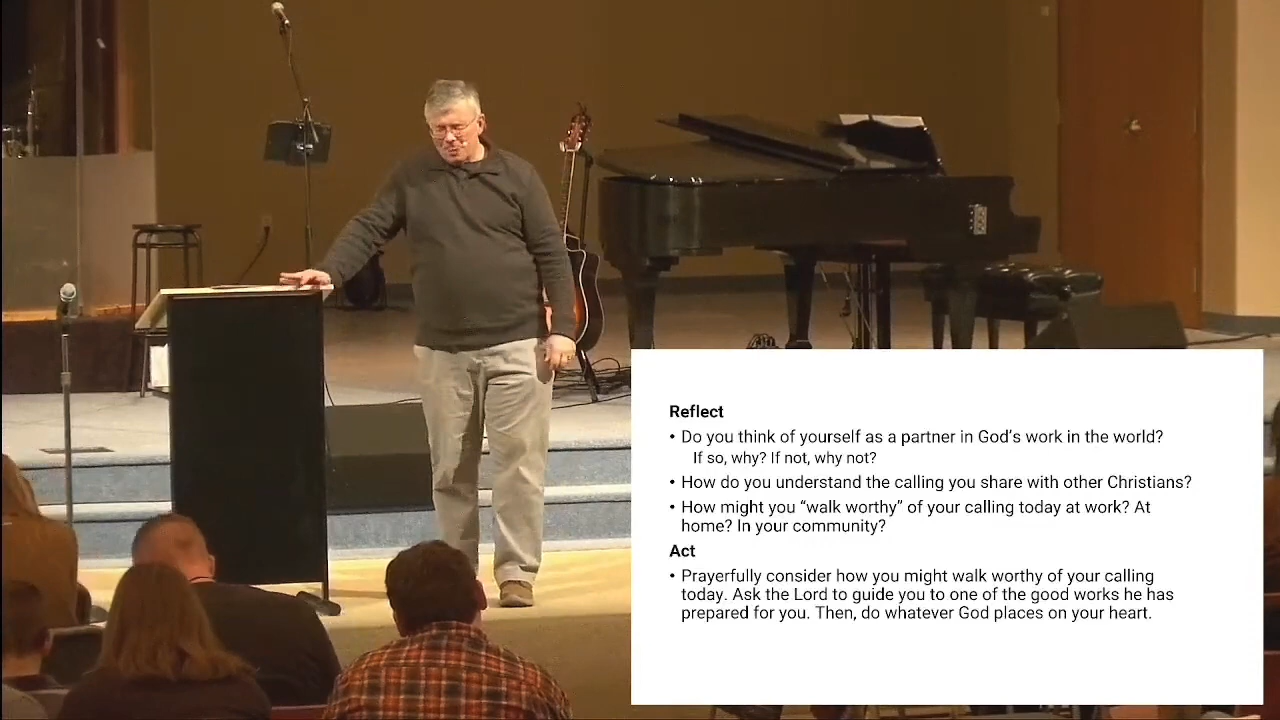 Reflect
• Do you think of yourself as a partner in God's work in the world?
If so, why? If not, why not?
• How do you understand the calling you share with other Christians?
• How might you “walk worthy” of your calling today at work? At
home? In your community?
Act
• Prayerfully consider how you might walk worthy of your calling
today. Ask the Lord to guide you to one of the good works he has
prepared for you. Then, do whatever God places on your heart.